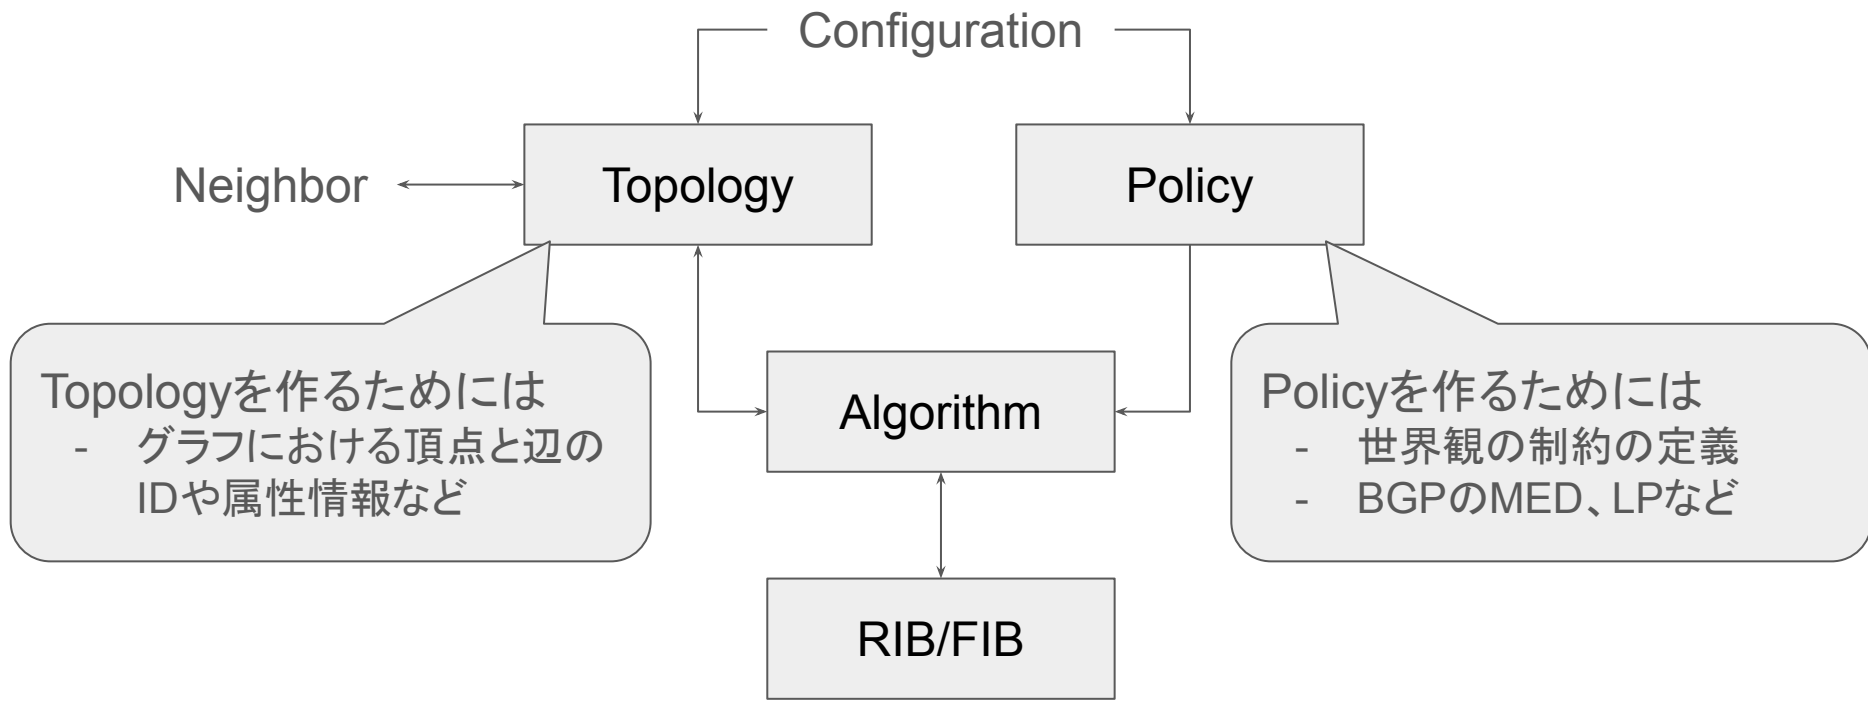 Configuration
Neighbor
Topology
Policy
Topologyを作るためには
- グラフにおける頂点と辺の
IDや属性情報など
Algorithm
Policyを作るためには
- 世界観の制約の定義
- BGPのMED、LPなど
RIB/FIB